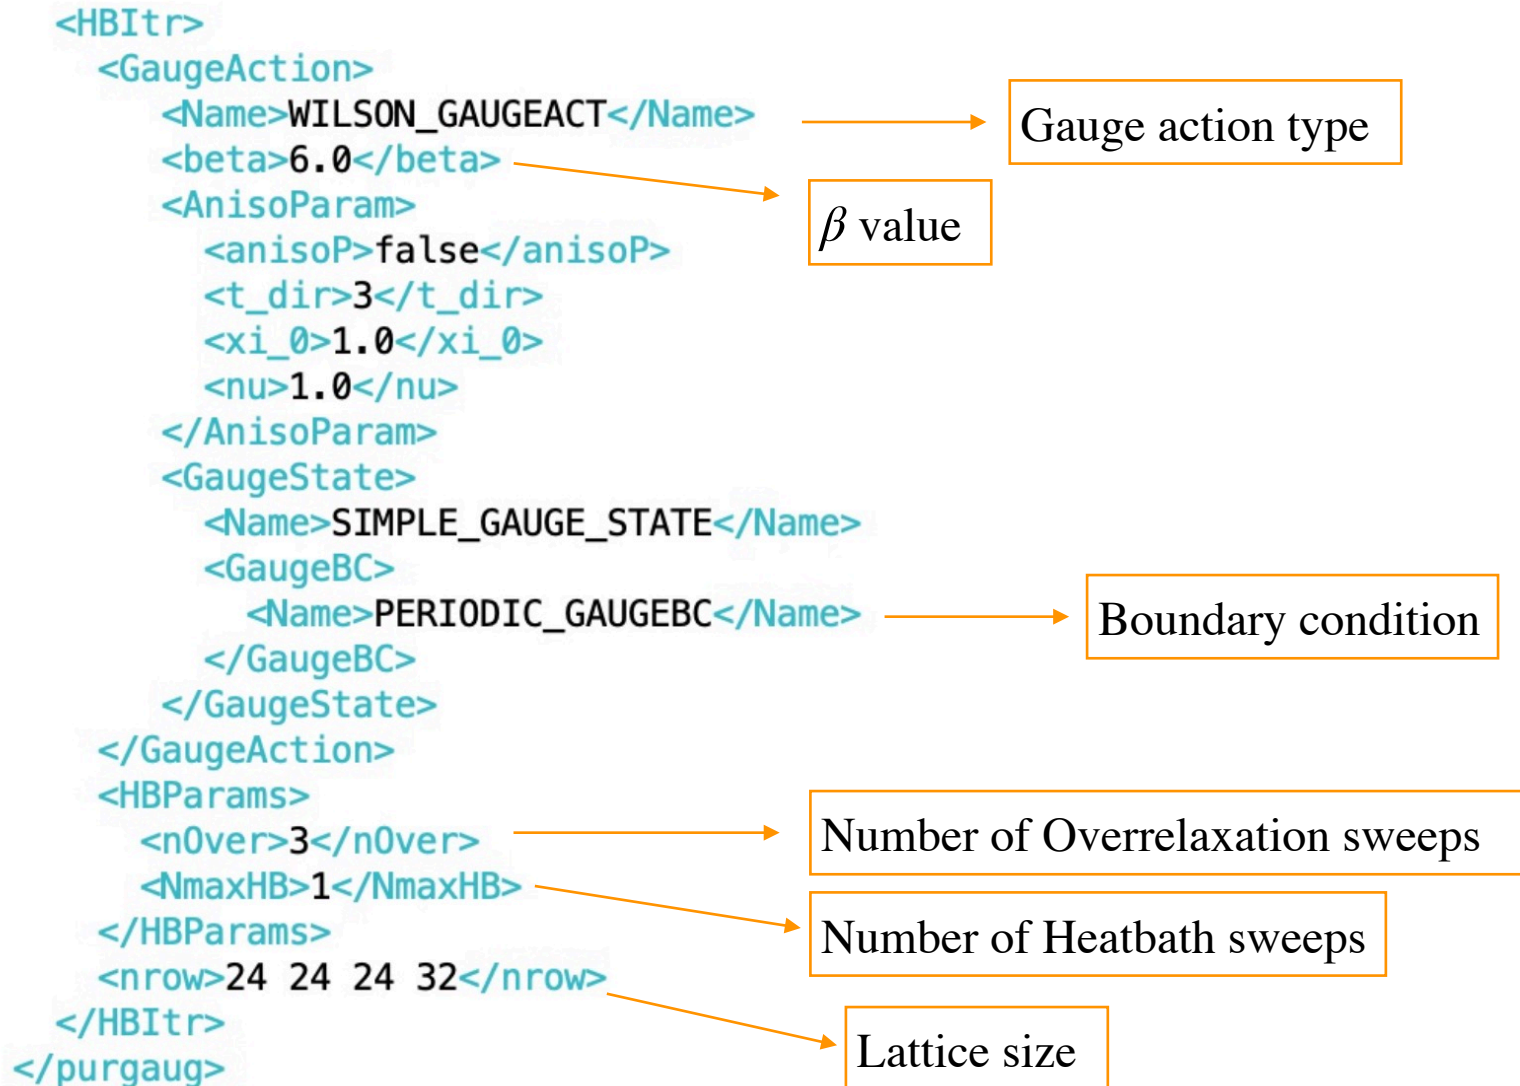 <HBItr>
<GaugeAction>
<Name>WILSON_GAUGEACT</Name>
Gauge action type
<beta>6.0</beta>
β value
<AnisoParam>
<anisoP>false</anisoP>
<t_dir>3</t_dir>
<xi_0>1.0</xi_0>
<nu>1.0</nu>
</AnisoParam>
<GaugeState>
<Name>SIMPLE_GAUGE_STATE</Name>
<GaugeBC>
<Name>PERIODIC_GAUGEBC</Name>
Boundary condition
</GaugeBC>
</GaugeState>
</GaugeAction>
<HBParams>
<nOver>3</nOver>
Number of Overrelaxation sweeps
<NmaxHB>1</NmaxHB>
Number of Heatbath sweeps
</HBParams>
<nrow>24 24 24 32</nrow>
Lattice size
</HBItr>
</purgaug>